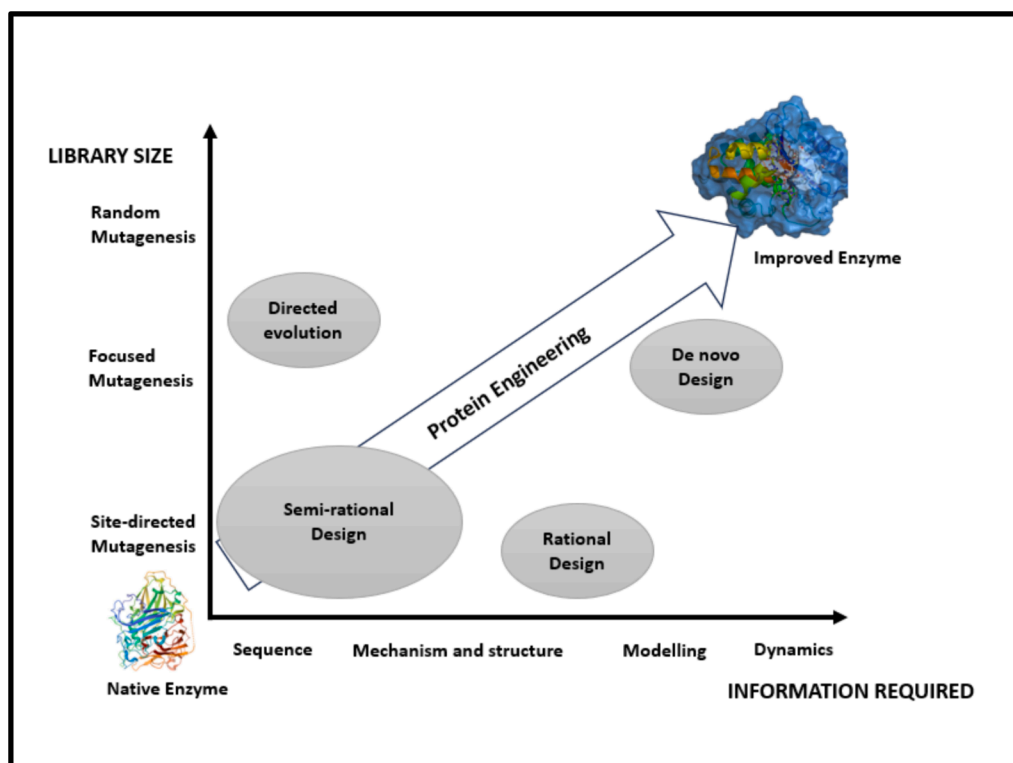 LIBRARY SIZE
Random
Mutagenesis
Improved Enzyme
Directed
evolution
Focused
Mutagenesis
De novo
Design
Protein Engineering
Semi-rational
Design
Site-directed
Mutagenesis
Rational
Design
Native Enzyme
Sequence
Mechanism and structure
Modelling
Dynamics
INFORMATION REQUIRED